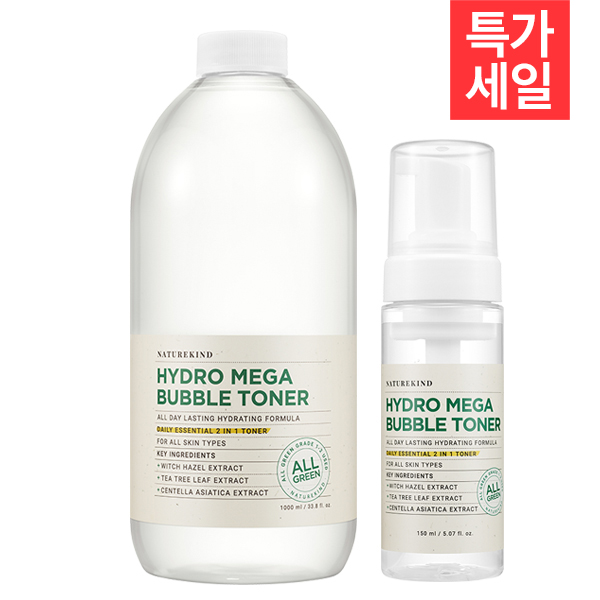 특가
세일
NATUREKIND
HYDRO MEGA
BUBBLE TONER
ALL DAY LASTING HYDRATING FORMULA
DAILY ESSENTIAL 2 IN 1 TONER
FOR ALL SKIN TYPES
KEY INGREDIENTS
+ WITCH HAZEL EXTRACT
+ TEA TREE LEAF EXTRACT
+ CENTELLA ASIATICA EXTRACT
ALL GREEN GRADE
ALL
GREEN
NATUREKIND
1000 ml / 33.8 fl. oz.
NATUREKIND
HYDRO MEGA
BUBBLE TONER
ALL DAY LASTING HYDRATING FORMULA
DAILY ESSENTIAL 2 IN 1 TONER
FOR ALL SKIN TYPES
KEY INGREDIENTS
+ WITCH HAZEL EXTRACT
+ TEA TREE LEAF EXTRACT
+ CENTELLA ASIATICA EXTRACT
ALL
GREEN
150 ml / 5.07 fl. oz.